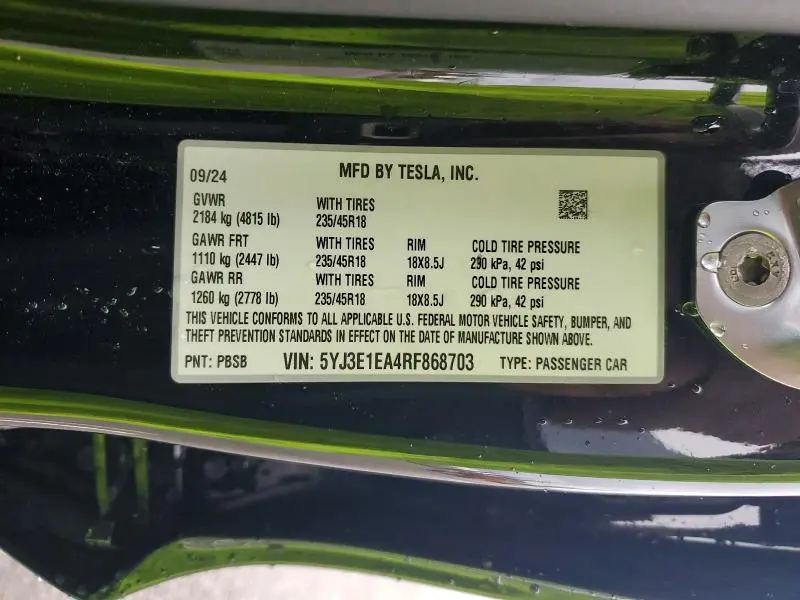 09/24 MFD BY TESLA, INC.
GVWR WITH TIRES
2184 kg (4815 lb) 235/45R18
GAWR FRT WITH TIRES RIM COLD TIRE PRESSURE
1110 kg (2447 lb) 235/45R18 18X8.5J 290 kPa, 42 psi
GAWR RR WITH TIRES RIM COLD TIRE PRESSURE
1260 kg (2778 lb) 235/45R18 18X8.5J 290 kPa, 42 psi
THIS VEHICLE CONFORMS TO ALL APPLICABLE U.S. FEDERAL MOTOR VEHICLE SAFETY, BUMPER, AND
THEFT PREVENTION STANDARDS IN EFFECT ON THE DATE OF MANUFACTURE SHOWN ABOVE.
PNT: PBSB VIN: 5YJ3E1EA4RF868703 TYPE: PASSENGER CAR